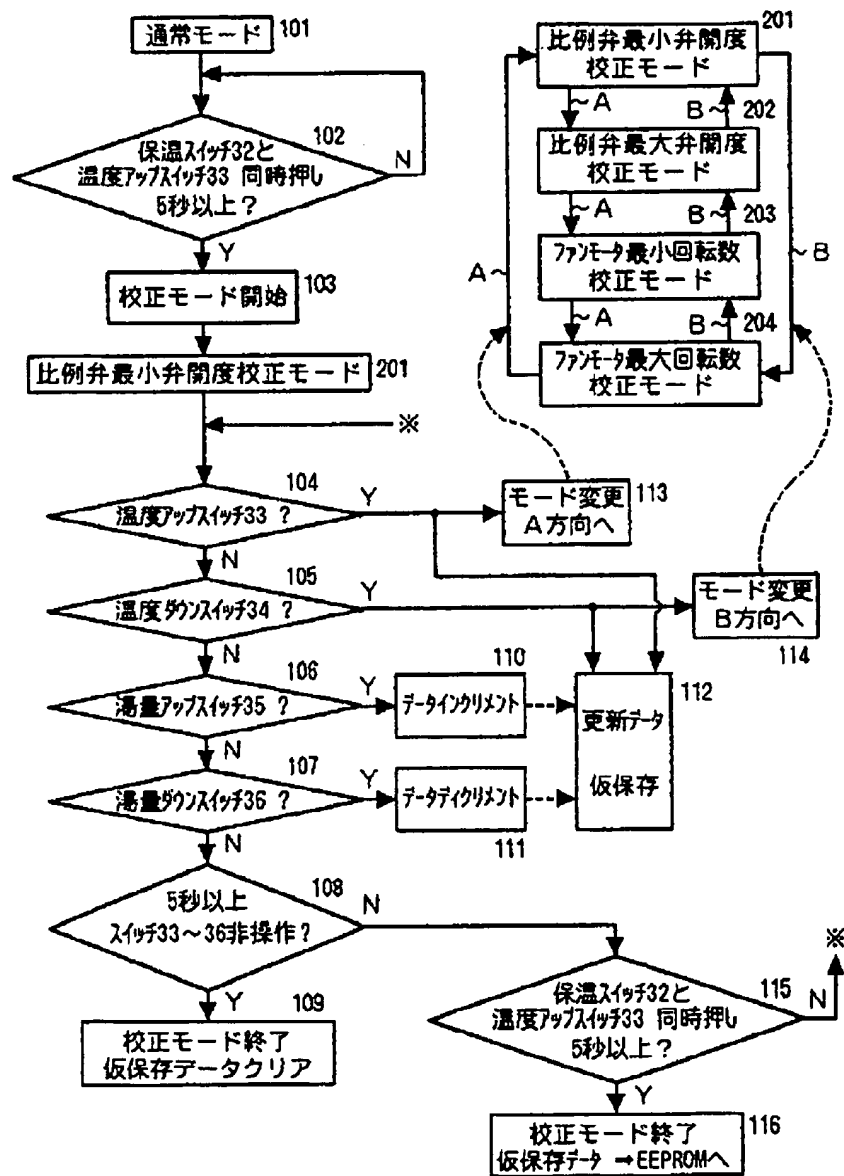 通常モード
101
保温スイッチ32と
温度アップスイッチ33 同時押し
5秒以上?
102
N
Y
校正モード開始
103
比例弁最小弁開度校正モード
201
※
104
温度アップスイッチ33 ?
Y
N
105
温度ダウンスイッチ34 ?
Y
N
106
湯量アップスイッチ35 ?
Y
N
107
湯量ダウンスイッチ36 ?
Y
N
5秒以上
スイッチ33~36非操作?
108
N
Y
109
校正モード終了
仮保存データクリア
110
データインクリメント
データディクリメント
111
更新データ
仮保存
112
モード変更
A方向へ
113
モード変更
B方向へ
114
保温スイッチ32と
温度アップスイッチ33 同時押し
5秒以上?
115
N
※
Y
校正モード終了
仮保存データ →EEPROMへ
116
201
比例弁最小弁開度
校正モード
~A
B~
202
比例弁最大弁開度
校正モード
~A
B~
203
ファンモータ最小回転数
校正モード
~A
B~
204
ファンモータ最大回転数
校正モード
A~
~B